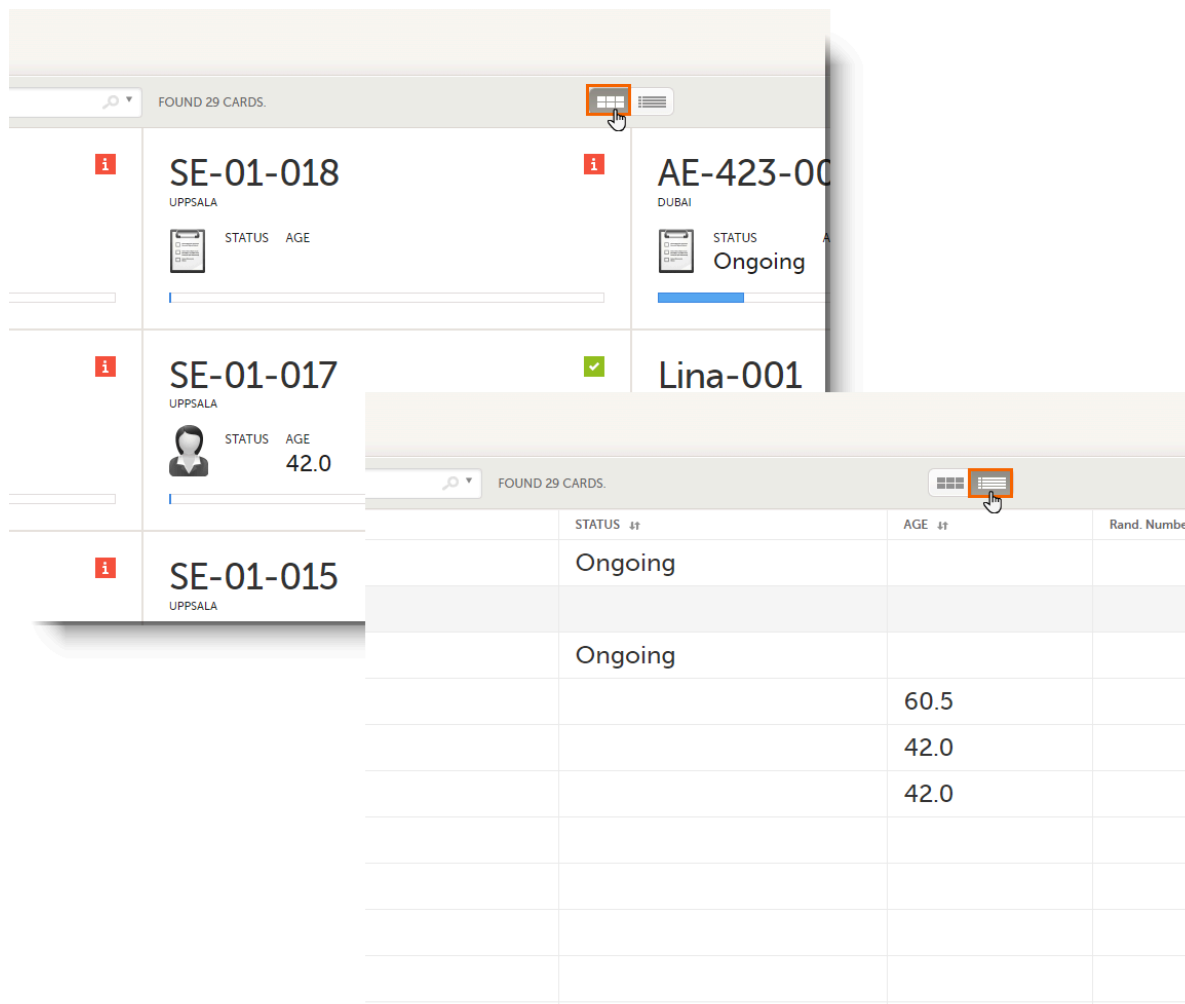 FOUND 29 CARDS.
SE-01-018
UPPSALA
STATUS AGE
AE-423-00
DUBAI
STATUS A
Ongoing
SE-01-017
UPPSALA
STATUS AGE
42.0
Lina-001
SE-01-015
UPPSALA
FOUND 29 CARDS.
STATUS AGE Rand. Numbe
Ongoing
Ongoing
60.5
42.0
42.0